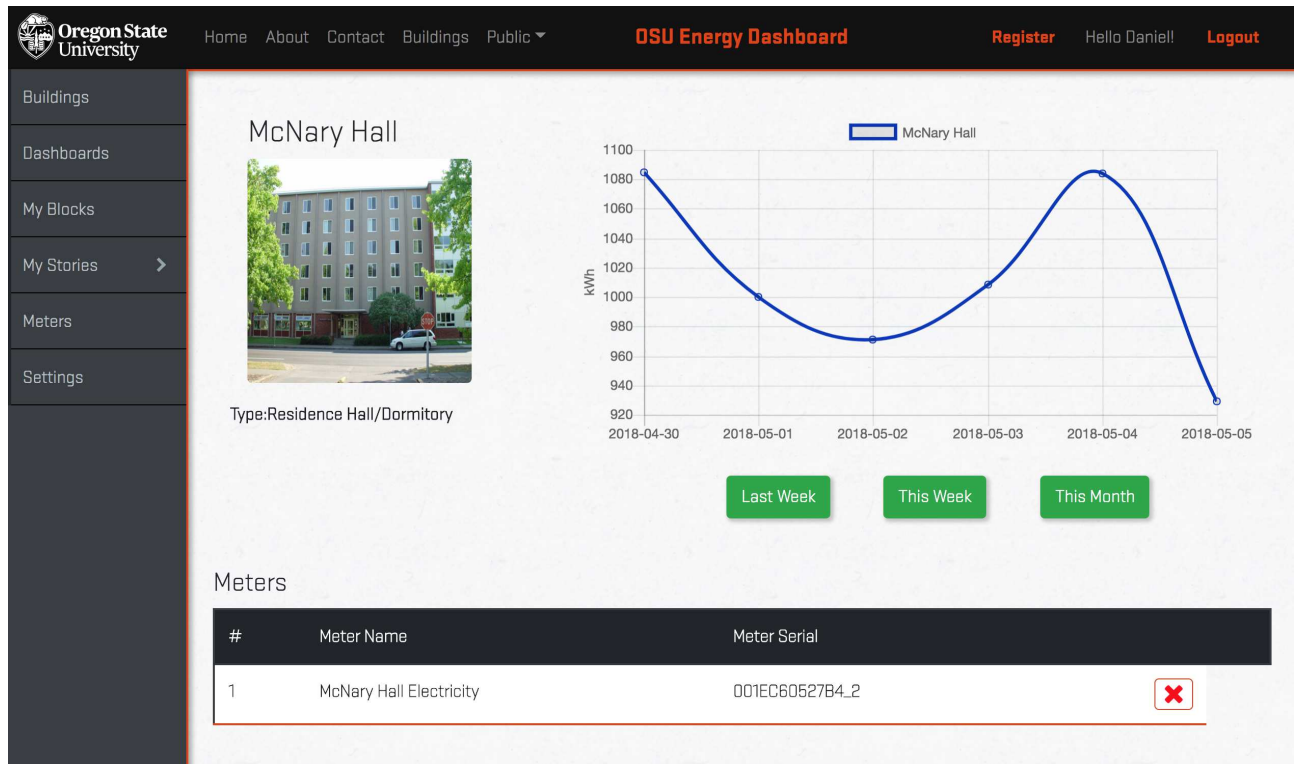 Oregon State
University
Home About Contact Buildings Public
OSU Energy Dashboard
Register Hello Daniel! Logout
Buildings
Dashboards
My Blocks
My Stories
Meters
Settings
McNary Hall
STOP
Type:Residence Hall/Dormitory
McNary Hall
kWh
1100
1080
1060
1040
1020
1000
980
960
940
920
2018-04-30 2018-05-01 2018-05-02 2018-05-03 2018-05-04 2018-05-05
Last Week This Week This Month
Meters
# Meter Name Meter Serial
1 McNary Hall Electricity 001EC60527B4_2